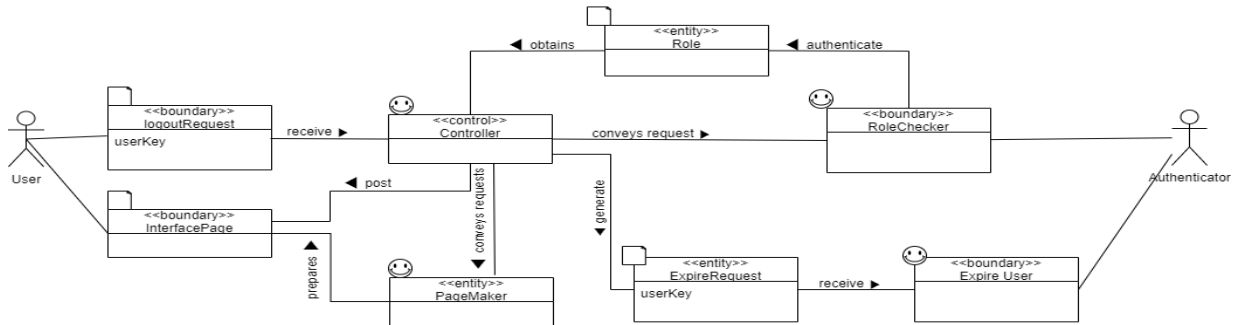 <<entity>>
Role
◀ obtains
◀ authenticate
<<boundary>>
logoutRequest
userKey
receive ▶
<<control>>
Controller
conveys request ▶
<<boundary>>
RoleChecker
User
Authenticator
◀ post
conveys requests ▶
◀ generate
<<boundary>>
InterfacePage
prepares ▶
<<entity>>
PageMaker
<<entity>>
ExpireRequest
userKey
receive ▶
<<boundary>>
Expire User